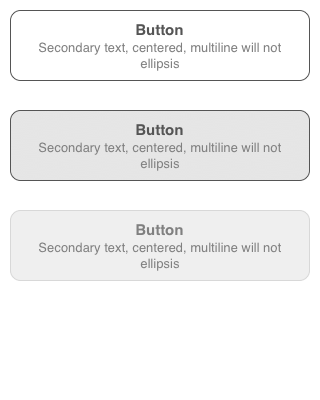 Button
Secondary text, centered, multiline will not
ellipsis
Button
Secondary text, centered, multiline will not
ellipsis
Button
Secondary text, centered, multiline will not
ellipsis